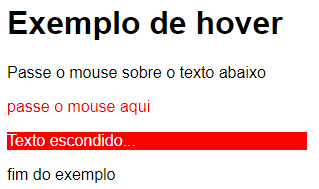 Exemplo de hover
Passe o mouse sobre o texto abaixo
passe o mouse aqui
Texto escondido...
fim do exemplo